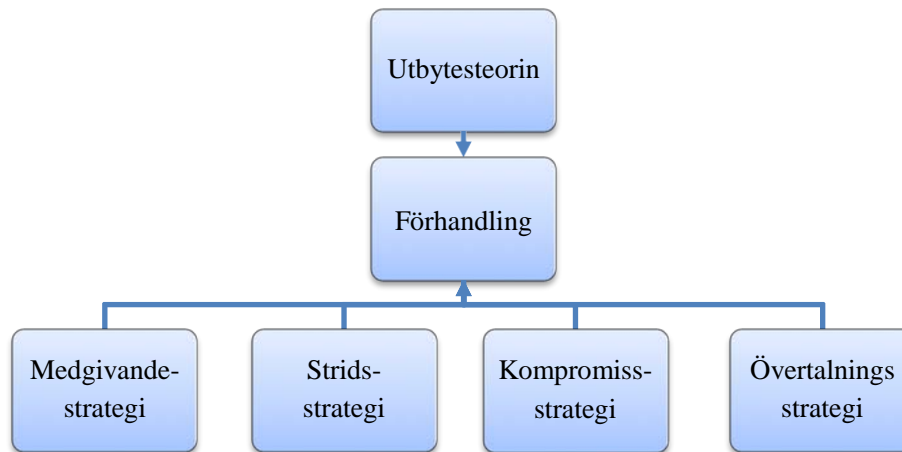 Utbytesteorin
Förhandling
Medgivande-
strategi
Strids-
strategi
Kompromiss-
strategi
Övertalnings
strategi